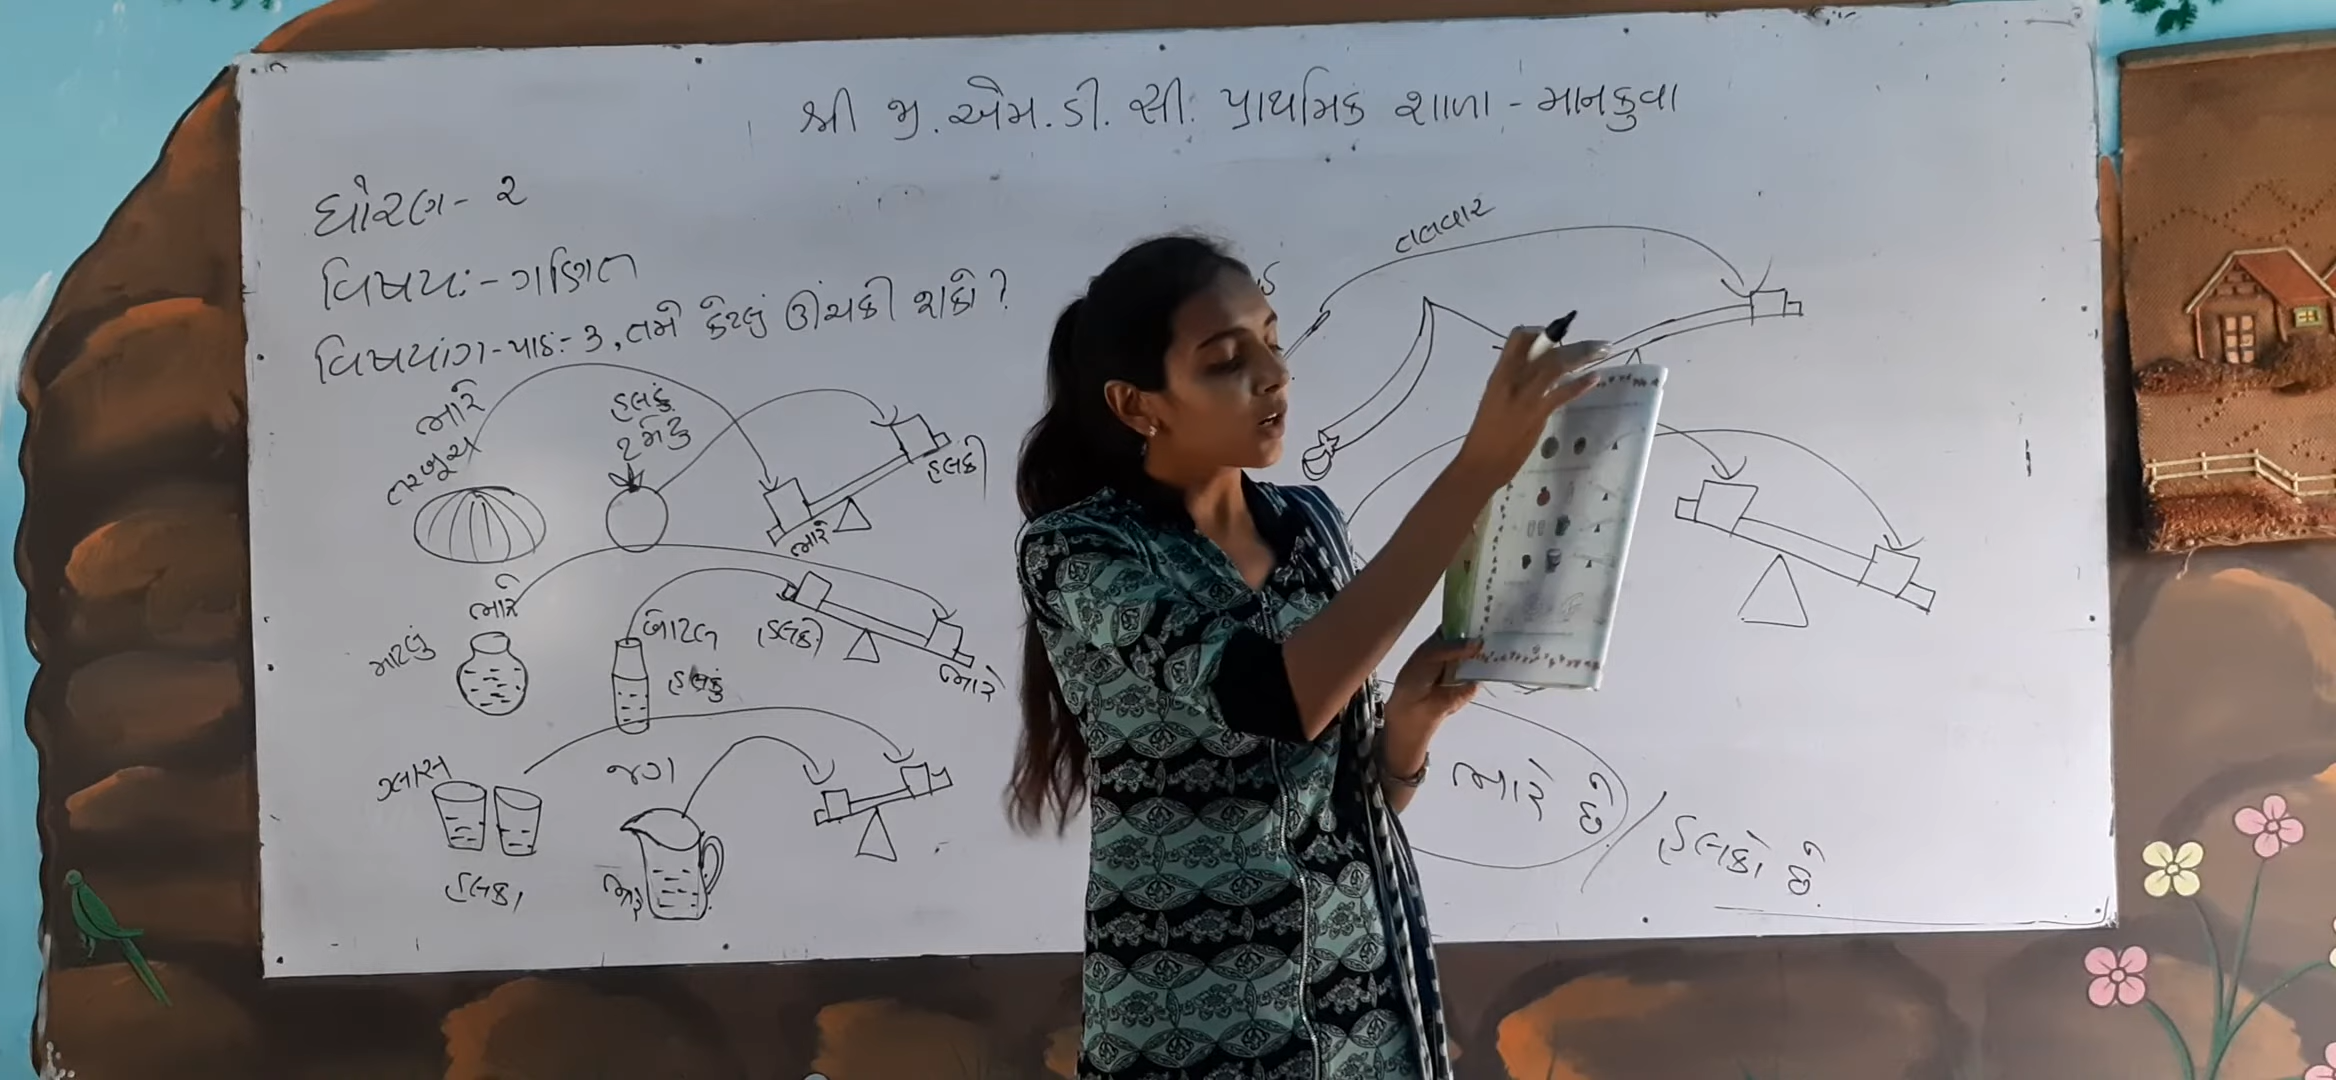 શ્રી જી. એમ. ડી. સી. પ્રાથમિક શાળા - માનકુવા
ધોરણ - ૨
વિષય:- ગણિત
વિષયાંગ - પાઠ:- ૩, તમે કેટલું ઊંચકી શકો ?
ભારે
તરબૂચ
હલકું
ટમેટુ
હલકી
ભારે
ભારે
માટલું
બોટલ
હલકું
(હલકો)
ભારે
ગ્લાસ
હલકા
જગ
ભારે
તલવાર
ભારે છે / હલકો છે.